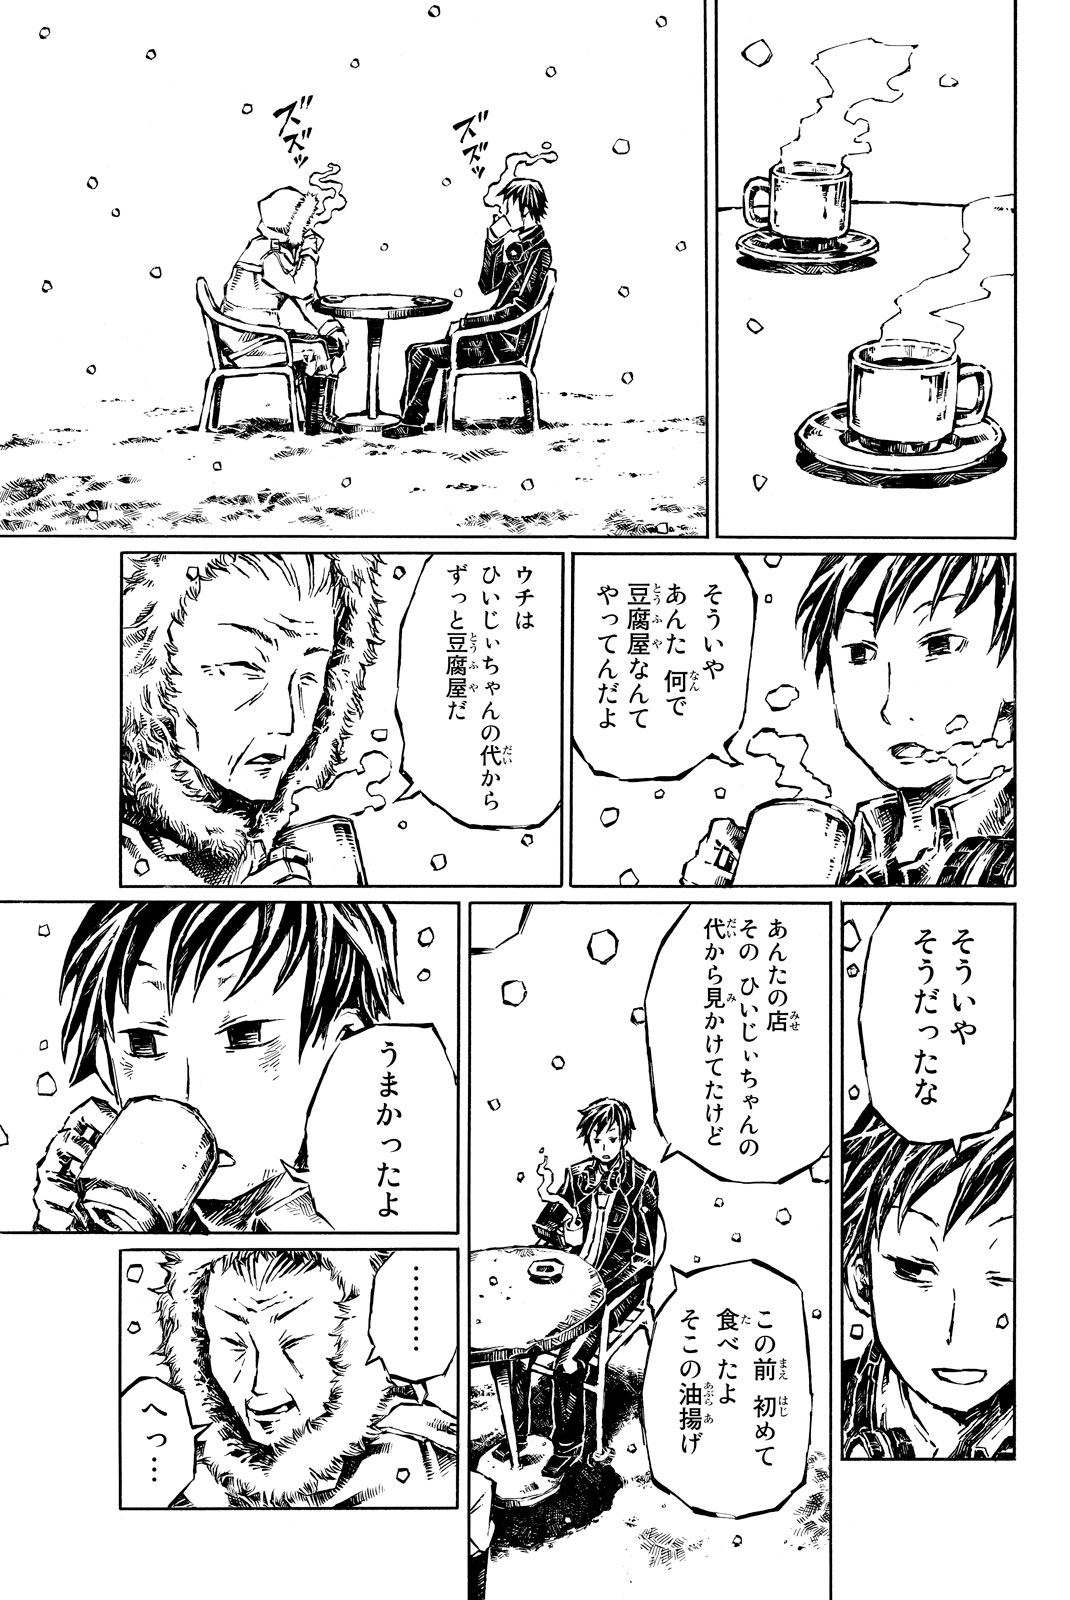 ズズズッ
ズズッ
そういや
あんた 何で
豆腐屋なんて
やってんだよ
ウチは
ひいじぃちゃんの代から
ずっと豆腐屋だ
そういや
そうだったな
あんたの店
その ひいじぃちゃんの
代から見かけてたけど
この前 初めて
食べたよ
そこの油揚げ
うまかったよ
………
へっ…